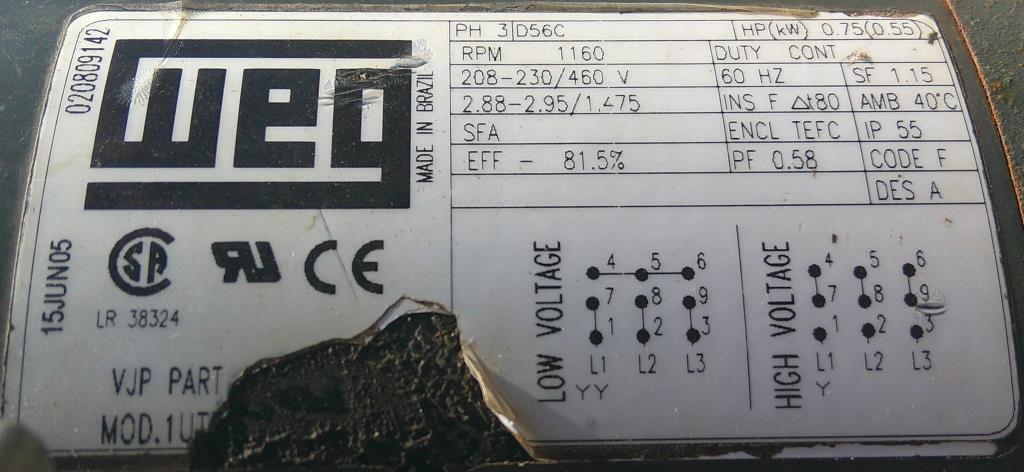 020809142
WEG
MADE IN BRAZIL
15JUN05
SA
LR 38324
CE
VJP PART
MOD.1UT
PH 3 D56C HP(kW) 0.75(0.55)
RPM 1160 DUTY CONT
208-230/460 V 60 HZ SF 1.15
2.88-2.95/1.475 INS F Δt80 AMB 40°C
SFA ENCL TEFC IP 55
EFF - 81.5% PF 0.58 CODE F
DES A
LOW VOLTAGE
4 5 6
7 8 9
1 2 3
L1 L2 L3
YY
HIGH VOLTAGE
4 5 6
7 8 9
1 2 3
L1 L2 L3
Y